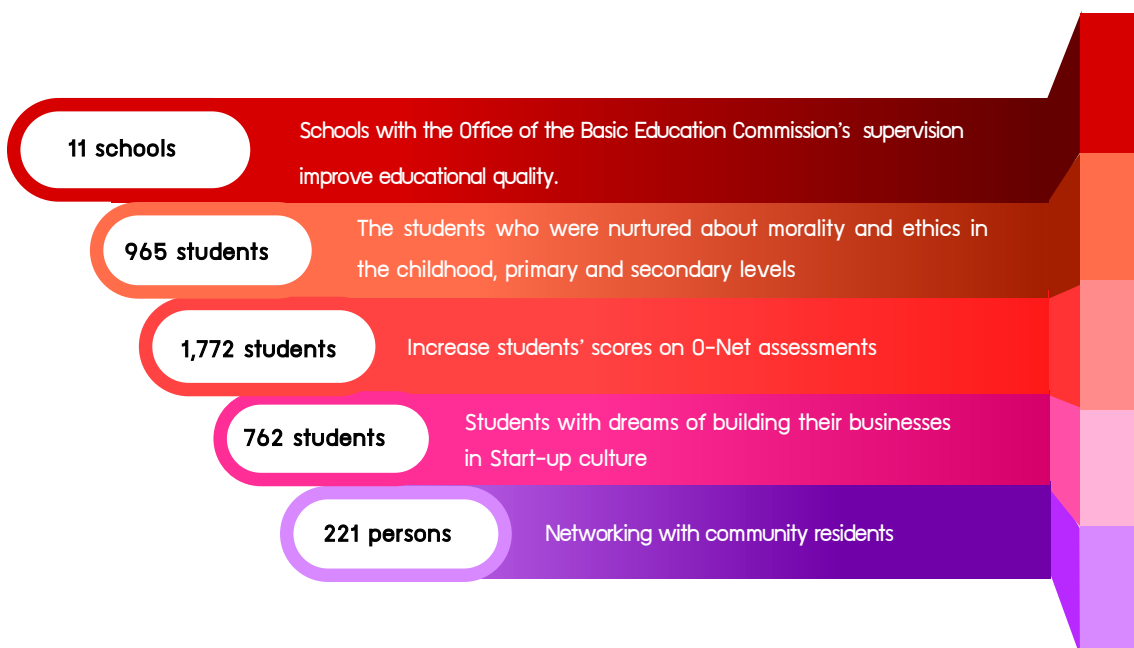 11 schools
Schools with the Office of the Basic Education Commission's supervision
improve educational quality.
965 students
The students who were nurtured about morality and ethics in
the childhood, primary and secondary levels
1,772 students
Increase students' scores on O-Net assessments
762 students
Students with dreams of building their businesses
in Start-up culture
221 persons
Networking with community residents